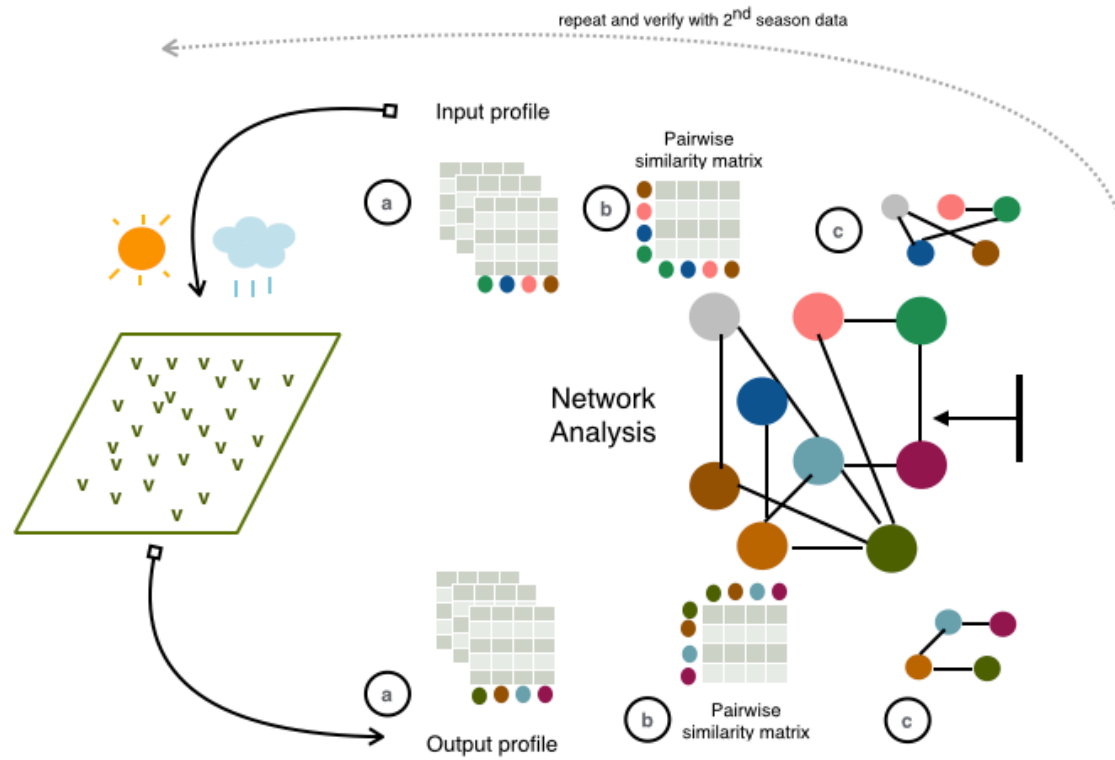 repeat and verify with 2nd season data
Input profile
Pairwise
similarity matrix
a
b
c
Network
Analysis
v v v v
v v v v
v v v v v
v v v v
v v v v v
v v v
v
a
Output profile
b
Pairwise
similarity matrix
c